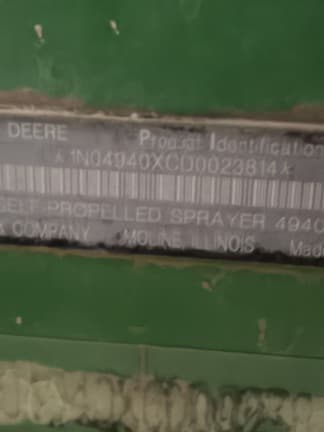 DEERE Product Identification
*1N04940XCD0023814*
SELF-PROPELLED SPRAYER 4940
A COMPANY MOLINE, ILLINOIS Made